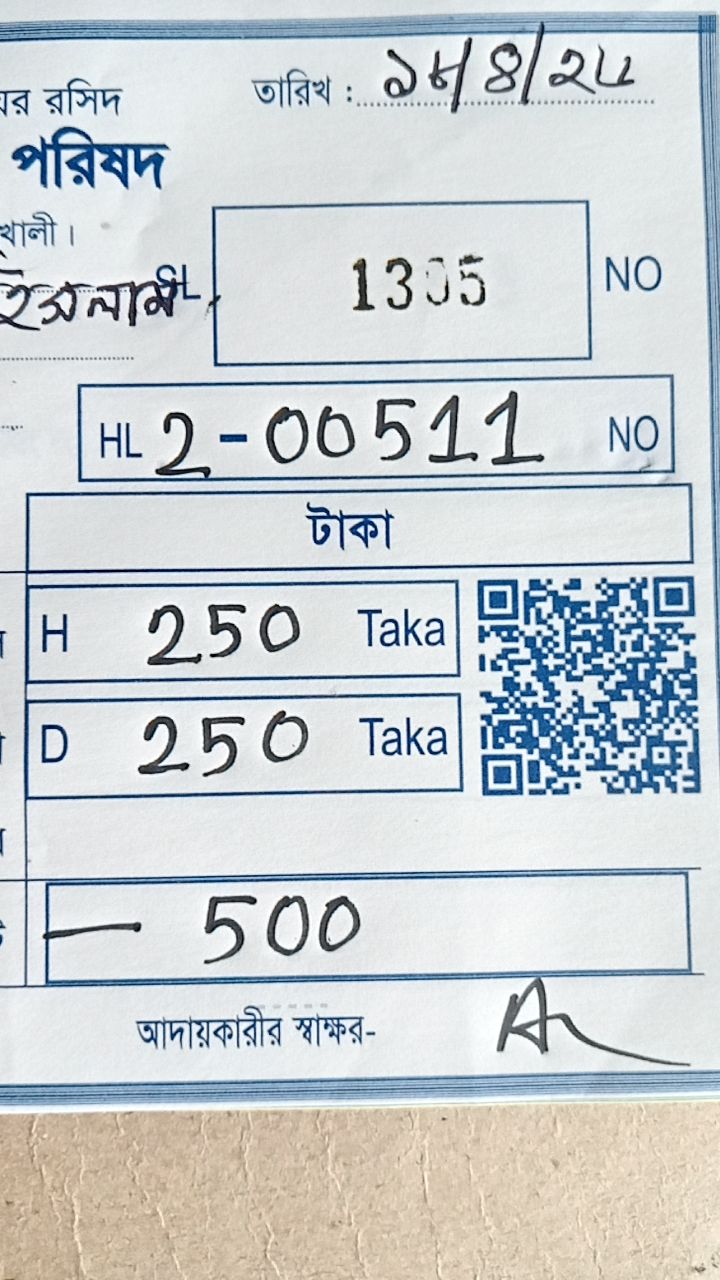 রসিদ তারিখ : ১৮/৪/২৫
পরিষদ
খালী।
ইসলাম SL 1305 NO
HL 2-00511 NO
টাকা
H 250 Taka
D 250 Taka
— 500
আদায়কারীর স্বাক্ষর-